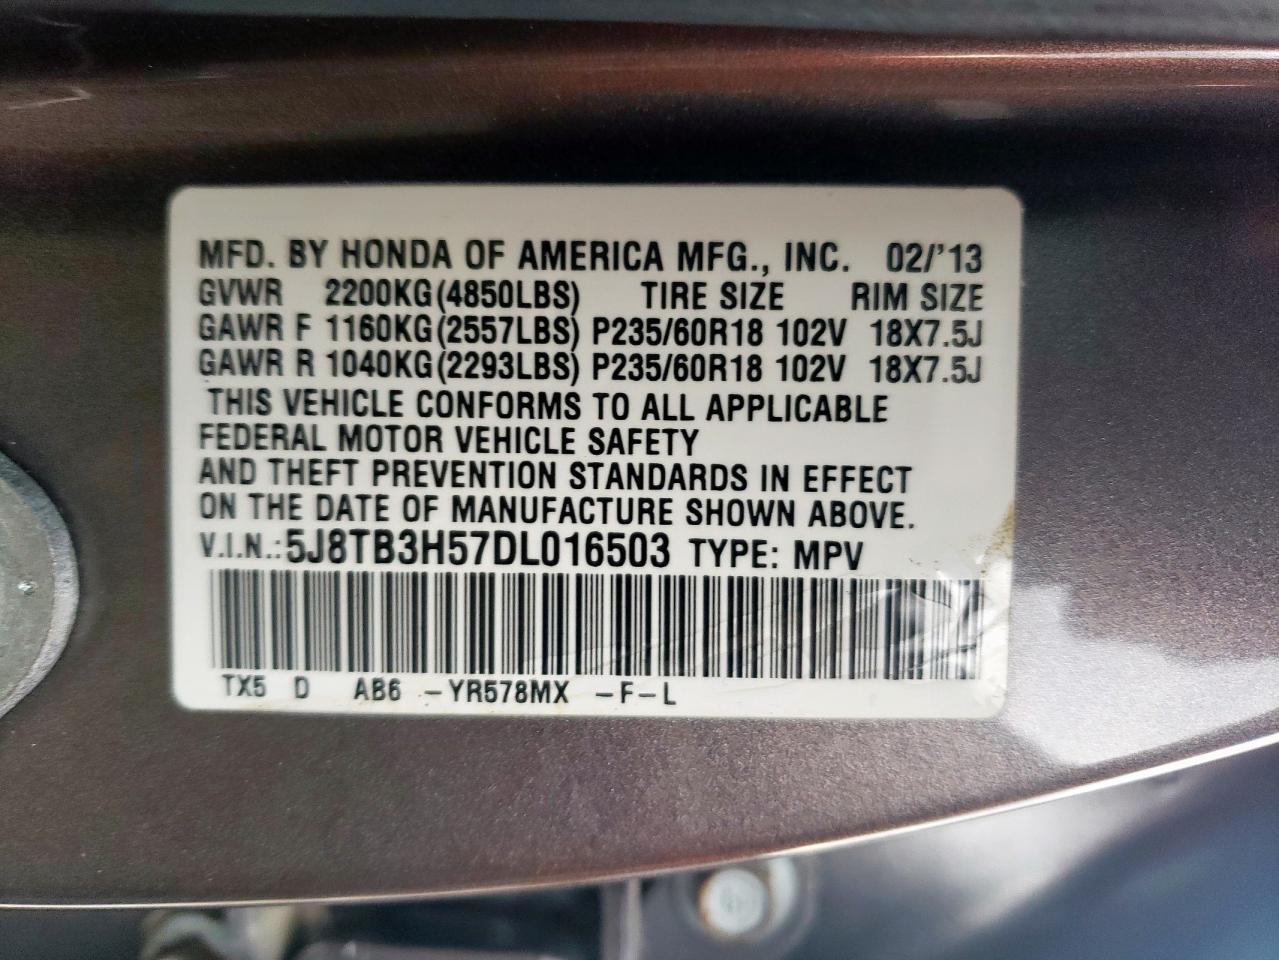 MFD. BY HONDA OF AMERICA MFG., INC. 02/'13
GVWR 2200KG(4850LBS) TIRE SIZE RIM SIZE
GAWR F 1160KG(2557LBS) P235/60R18 102V 18X7.5J
GAWR R 1040KG(2293LBS) P235/60R18 102V 18X7.5J
THIS VEHICLE CONFORMS TO ALL APPLICABLE
FEDERAL MOTOR VEHICLE SAFETY
AND THEFT PREVENTION STANDARDS IN EFFECT
ON THE DATE OF MANUFACTURE SHOWN ABOVE.
V.I.N.:5J8TB3H57DL016503 TYPE: MPV
TX5 D AB6 -YR578MX -F-L